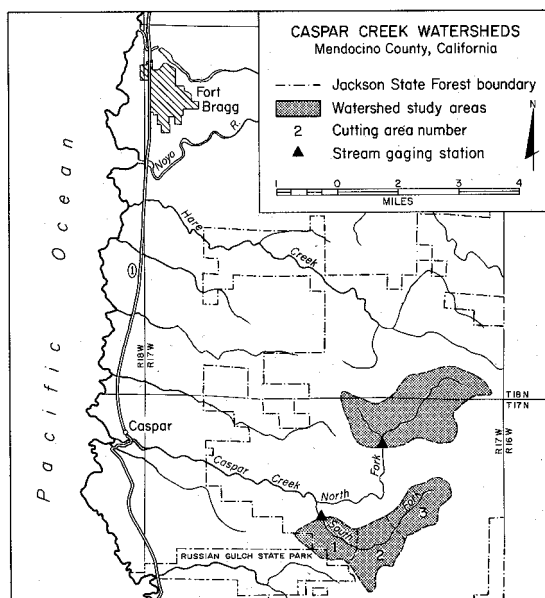 CASPAR CREEK WATERSHEDS
Mendocino County, California
Jackson State Forest boundary
Watershed study areas
2 Cutting area number
Stream gaging station
N
1 0 2 3 4
MILES
Fort
Bragg
Noyo R.
Pacific Ocean
Hare Creek
1
R18W
R17W
T18N
T17N
R17W
R16W
Caspar
Caspar Creek
North Fork
South Fork
1
2
3
RUSSIAN GULCH STATE PARK